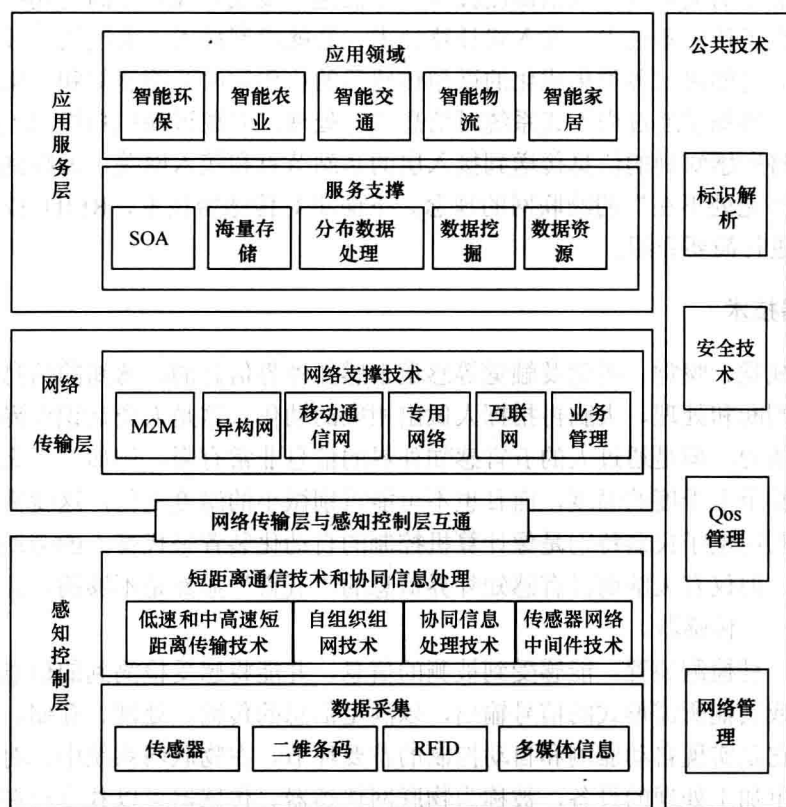 应用领域
智能环
保
智能农
业
智能交
通
智能物
流
智能家
居
应用服务层
服务支撑
SOA
海量存
储
分布数据
处理
数据挖
掘
数据资
源
网络
传输层
网络支撑技术
M2M
异构网
移动通
信网
专用
网络
互联
网
业务
管理
网络传输层与感知控制层互通
感知控制层
短距离通信技术和协同信息处理
低速和中高速短
距离传输技术
自组织组
网技术
协同信息
处理技术
传感器网络
中间件技术
数据采集
传感器
二维条码
RFID
多媒体信息
公共技术
标识解
析
安全技
术
Qos
管理
网络管
理